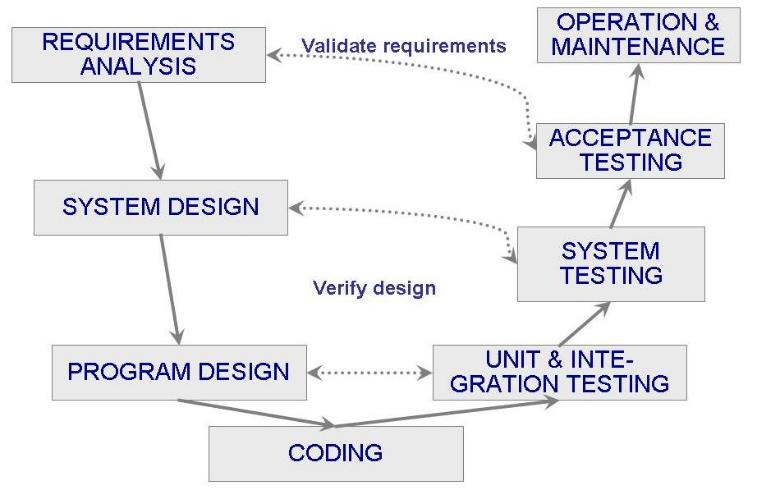 REQUIREMENTS
ANALYSIS
Validate requirements
OPERATION &
MAINTENANCE
ACCEPTANCE
TESTING
SYSTEM DESIGN
SYSTEM
TESTING
Verify design
PROGRAM DESIGN
UNIT & INTE-
GRATION TESTING
CODING